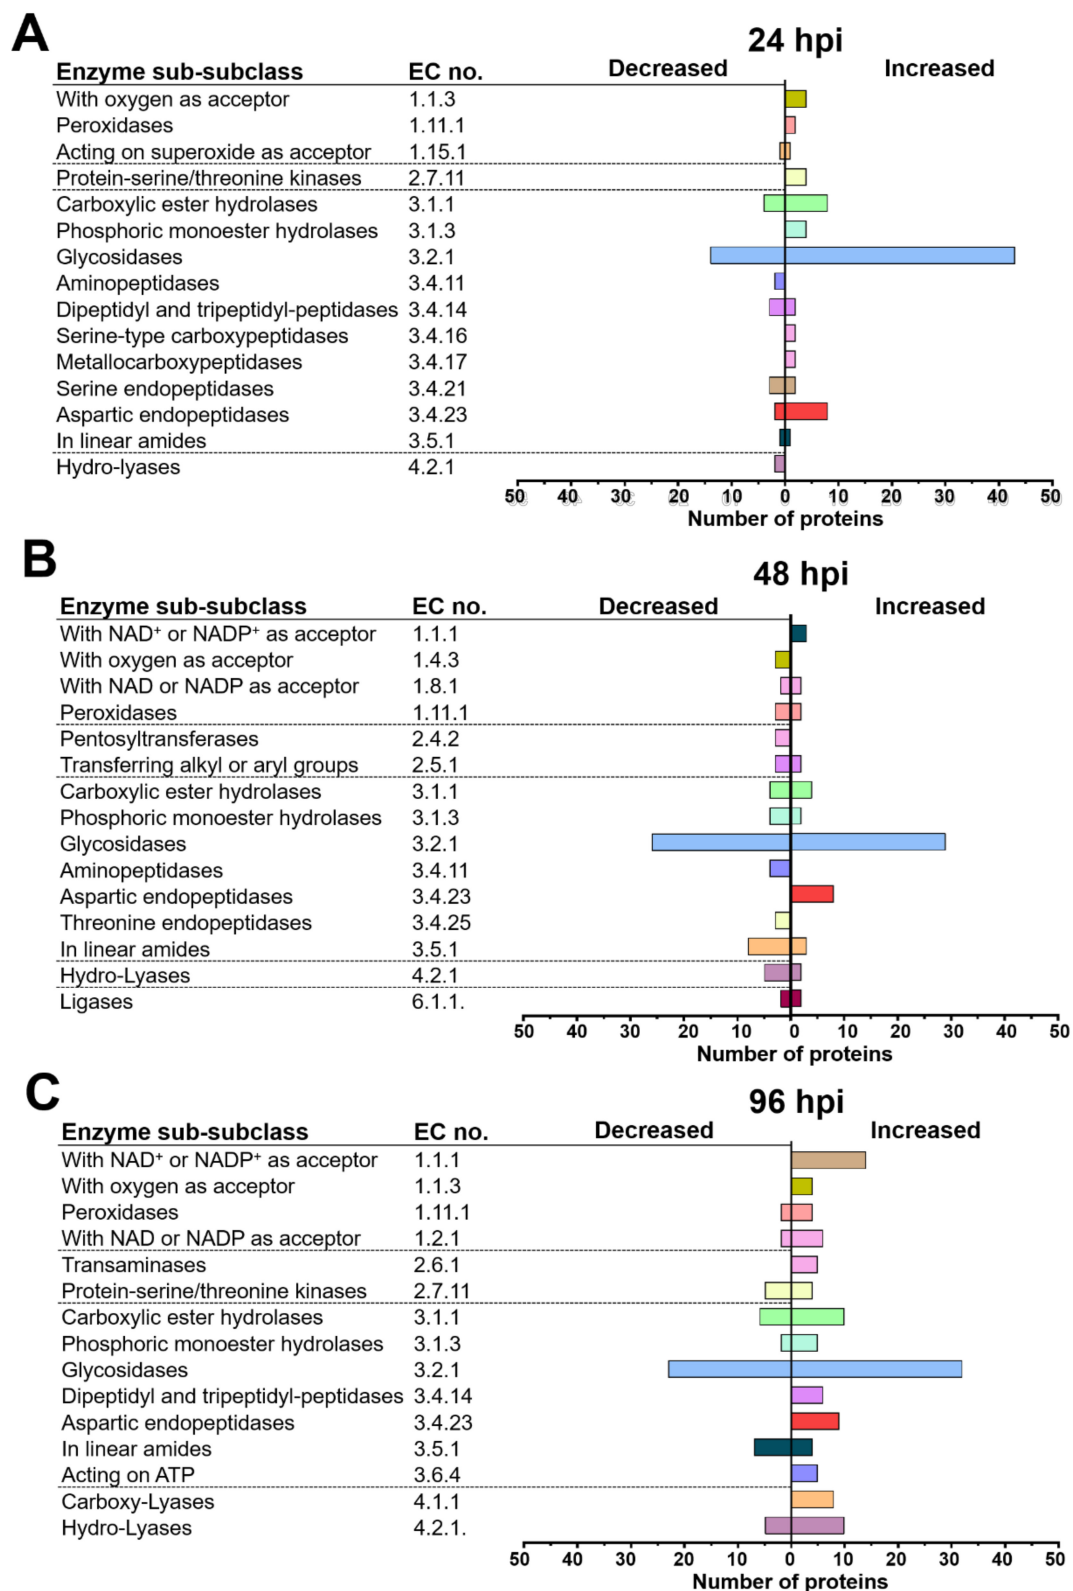 A
24 hpi
Enzyme sub-subclass EC no. Decreased Increased
With oxygen as acceptor 1.1.3
Peroxidases 1.11.1
Acting on superoxide as acceptor 1.15.1
Protein-serine/threonine kinases 2.7.11
Carboxylic ester hydrolases 3.1.1
Phosphoric monoester hydrolases 3.1.3
Glycosidases 3.2.1
Aminopeptidases 3.4.11
Dipeptidyl and tripeptidyl-peptidases 3.4.14
Serine-type carboxypeptidases 3.4.16
Metallocarboxypeptidases 3.4.17
Serine endopeptidases 3.4.21
Aspartic endopeptidases 3.4.23
In linear amides 3.5.1
Hydro-lyases 4.2.1
50 40 30 20 10 0 10 20 30 40 50
Number of proteins
B
48 hpi
Enzyme sub-subclass EC no. Decreased Increased
With NAD⁺ or NADP⁺ as acceptor 1.1.1
With oxygen as acceptor 1.4.3
With NAD or NADP as acceptor 1.8.1
Peroxidases 1.11.1
Pentosyltransferases 2.4.2
Transferring alkyl or aryl groups 2.5.1
Carboxylic ester hydrolases 3.1.1
Phosphoric monoester hydrolases 3.1.3
Glycosidases 3.2.1
Aminopeptidases 3.4.11
Aspartic endopeptidases 3.4.23
Threonine endopeptidases 3.4.25
In linear amides 3.5.1
Hydro-Lyases 4.2.1
Ligases 6.1.1.
50 40 30 20 10 0 10 20 30 40 50
Number of proteins
C
96 hpi
Enzyme sub-subclass EC no. Decreased Increased
With NAD⁺ or NADP⁺ as acceptor 1.1.1
With oxygen as acceptor 1.1.3
Peroxidases 1.11.1
With NAD or NADP as acceptor 1.2.1
Transaminases 2.6.1
Protein-serine/threonine kinases 2.7.11
Carboxylic ester hydrolases 3.1.1
Phosphoric monoester hydrolases 3.1.3
Glycosidases 3.2.1
Dipeptidyl and tripeptidyl-peptidases 3.4.14
Aspartic endopeptidases 3.4.23
In linear amides 3.5.1
Acting on ATP 3.6.4
Carboxy-Lyases 4.1.1
Hydro-Lyases 4.2.1.
50 40 30 20 10 0 10 20 30 40 50
Number of proteins